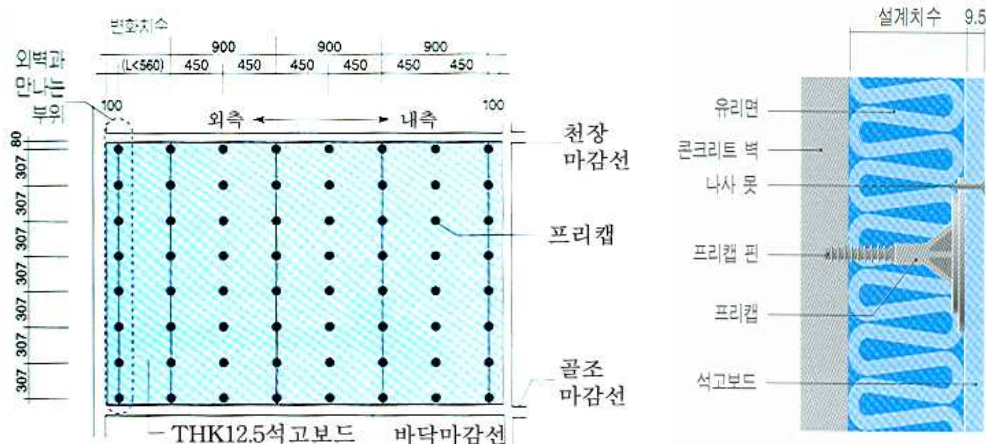 변화치수
900 900 900
외벽과
(L<560) 450 450 450 450 450 450
만나는
부위
100 100
외측 내측
80
307
307
307
307
307
307
307
천장
마감선
프리캡
골조
마감선
THK12.5석고보드 바닥마감선
설계치수 9.5
유리면
콘크리트 벽
나사 못
프리캡 핀
프리캡
석고보드